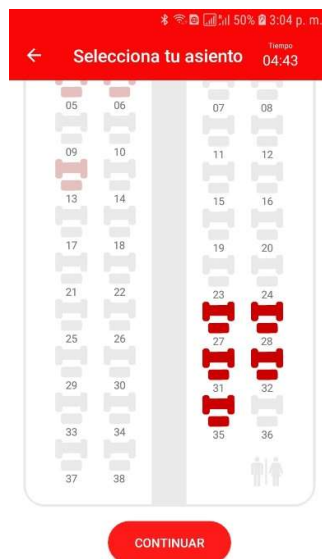 50% 3:04 p. m.
Selecciona tu asiento
Tiempo
04:43
05 06 07 08
09 10 11 12
13 14 15 16
17 18 19 20
21 22 23 24
25 26 27 28
29 30 31 32
33 34 35 36
37 38
CONTINUAR